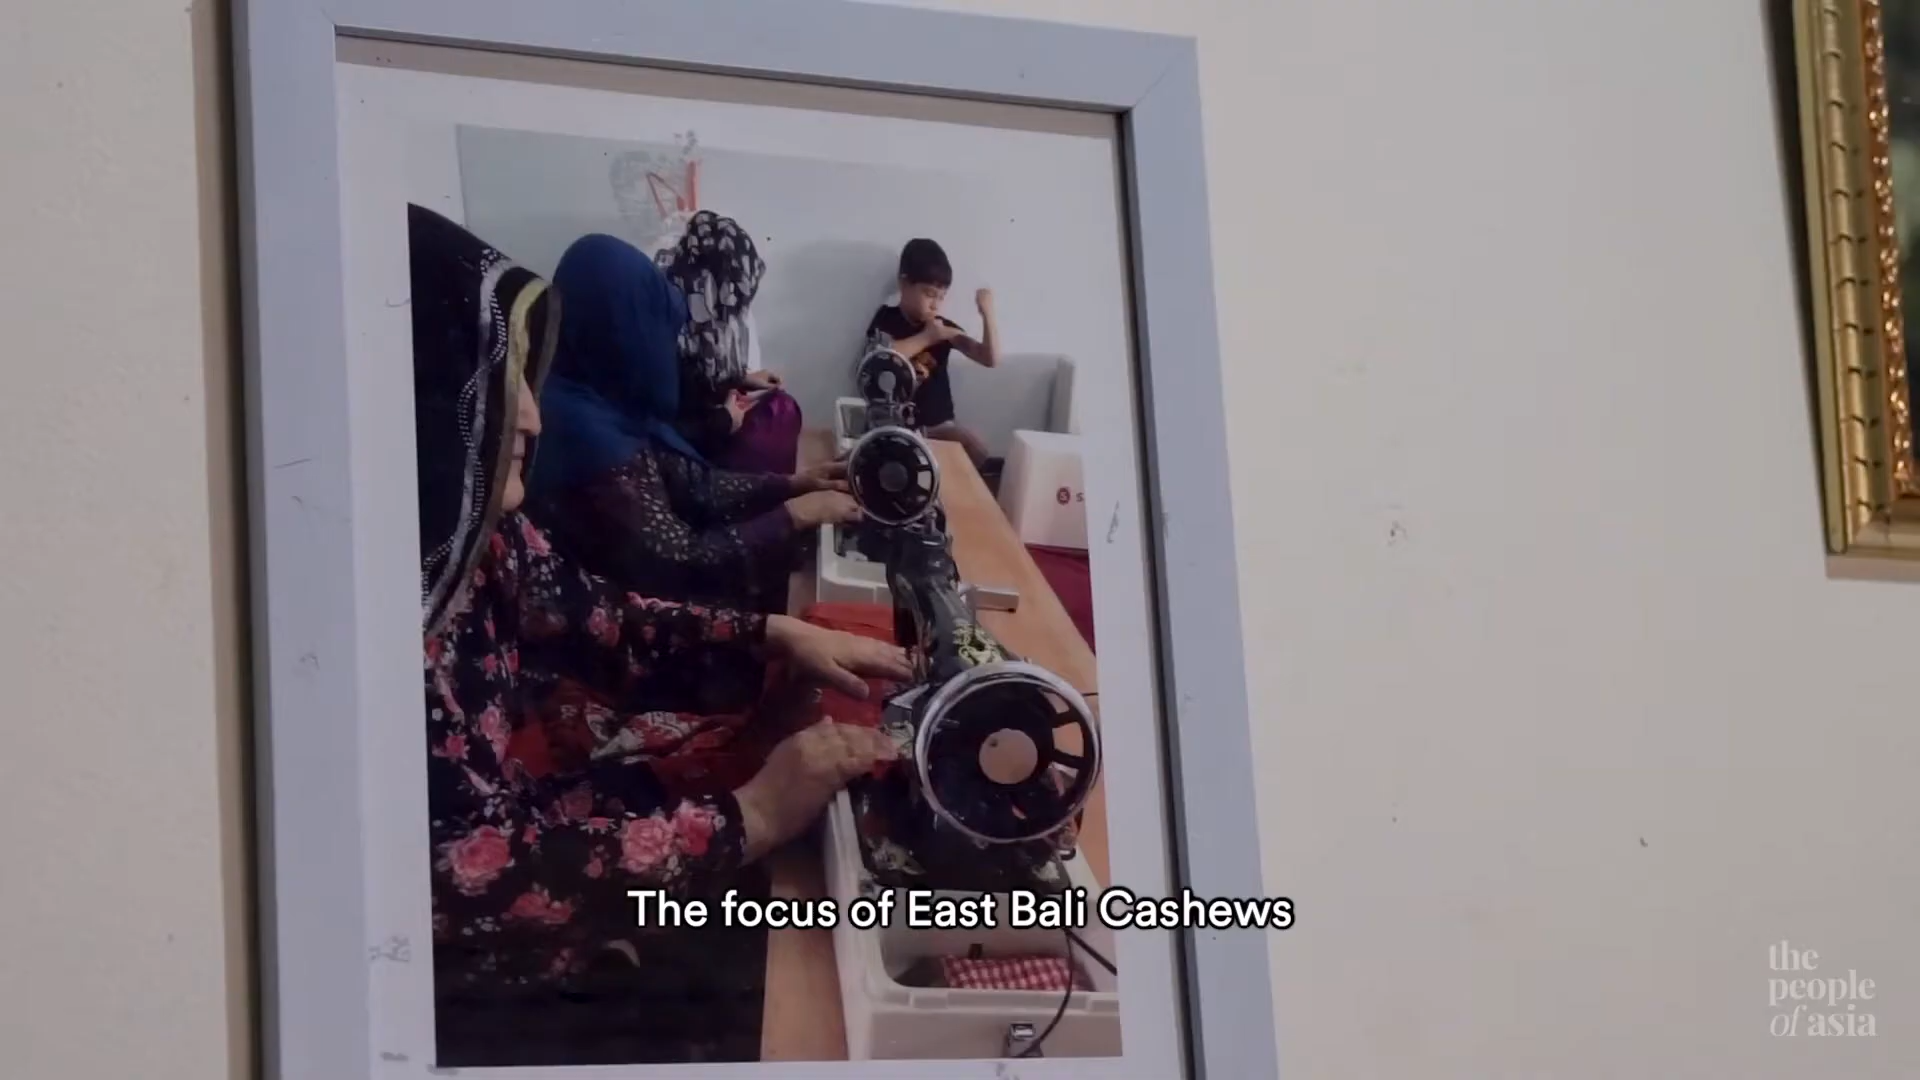 The focus of East Bali Cashews
the
people
of asia